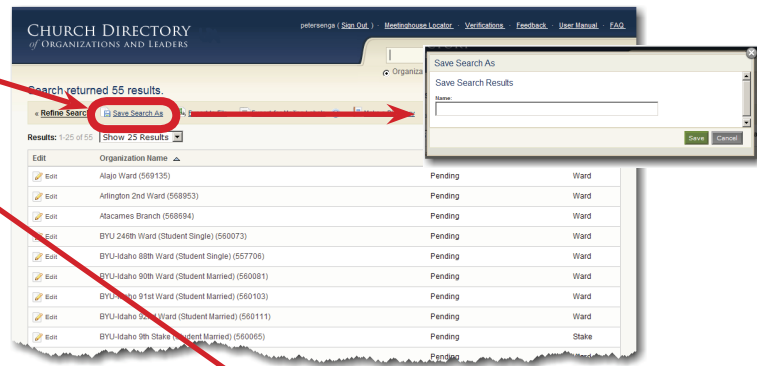 CHURCH DIRECTORY
of ORGANIZATIONS AND LEADERS
petersenga ( Sign Out ) · Meetinghouse Locator · Verifications · Feedback · User Manual · FAQ
Organiza
Search returned 55 results.
« Refine Search
Save Search As
Results: 1-25 of 55 Show 25 Results
Edit Organization Name
Edit Alajo Ward (569135) Pending Ward
Edit Arlington 2nd Ward (568953) Pending Ward
Edit Atacames Branch (568694) Pending Ward
Edit BYU 246th Ward (Student Single) (560073) Pending Ward
Edit BYU-Idaho 88th Ward (Student Single) (557706) Pending Ward
Edit BYU-Idaho 90th Ward (Student Married) (560081) Pending Ward
Edit BYU-Idaho 91st Ward (Student Married) (560103) Pending Ward
Edit BYU-Idaho 92nd Ward (Student Married) (560111) Pending Ward
Edit BYU-Idaho 9th Stake (Student Married) (560065) Pending Stake
Pending
Save Search As
Save Search Results
Name:
Save Cancel